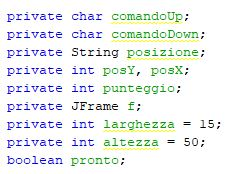 private char comandoUp;
private char comandoDown;
private String posizione;
private int posY, posX;
private int punteggio;
private JFrame f;
private int larghezza = 15;
private int altezza = 50;
boolean pronto;